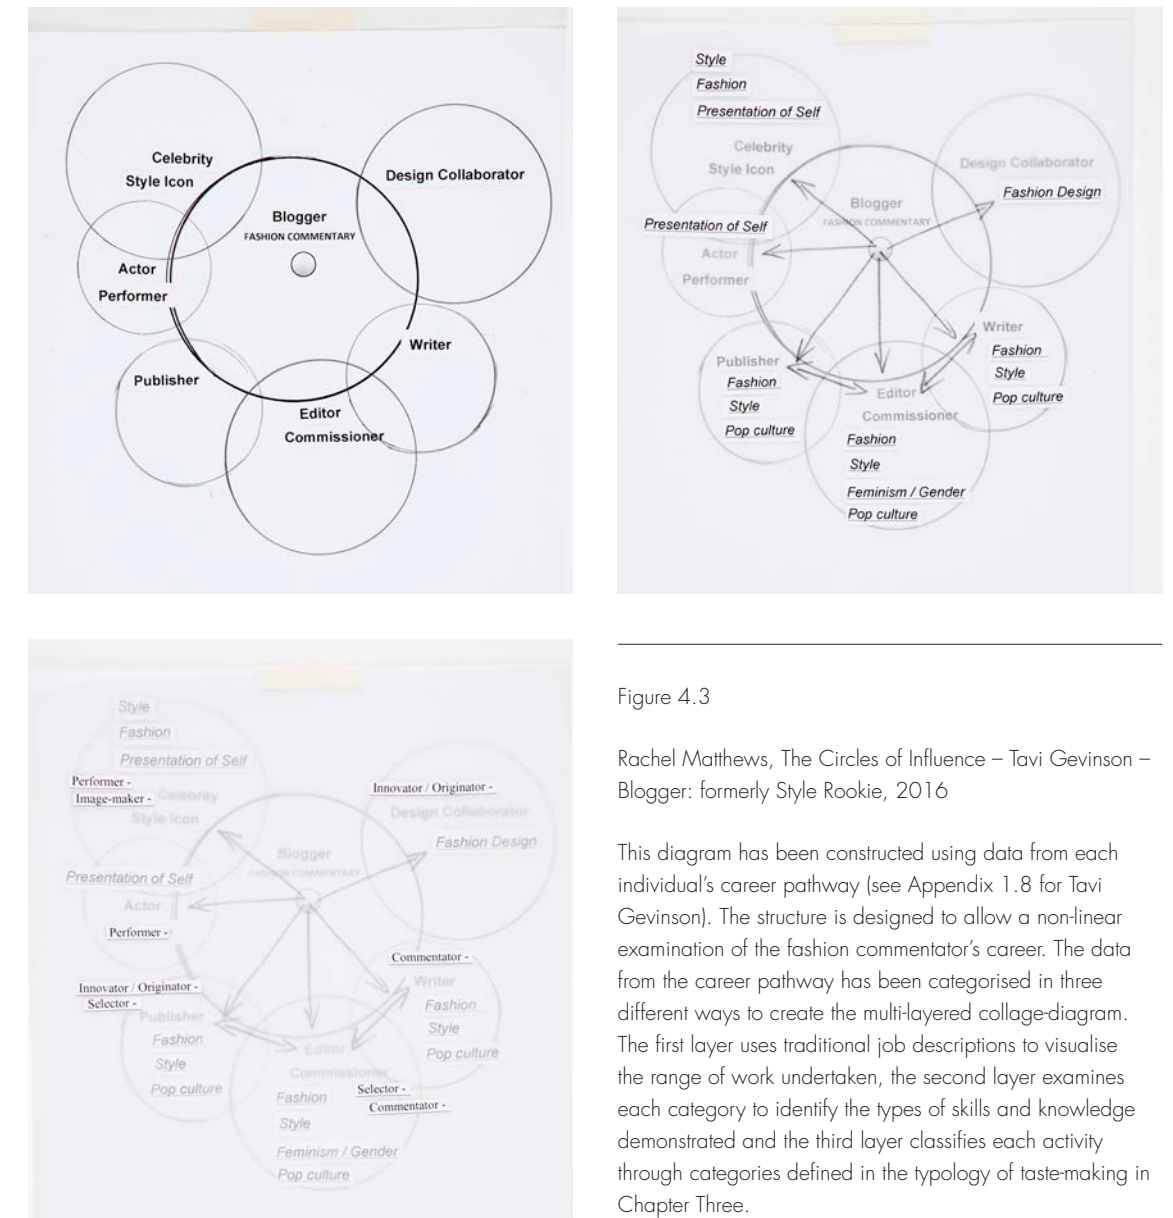 Celebrity
Style Icon
Design Collaborator
Blogger
FASHION COMMENTARY
Actor
Performer
Writer
Publisher
Editor
Commissioner
Style
Fashion
Presentation of Self
Celebrity
Style Icon
Design Collaborator
Fashion Design
Blogger
FASHION COMMENTARY
Presentation of Self
Actor
Performer
Writer
Fashion
Style
Pop culture
Publisher
Fashion
Style
Pop culture
Editor
Commissioner
Fashion
Style
Feminism / Gender
Pop culture
Style
Fashion
Presentation of Self
Performer -
Image-maker -
Celebrity
Style Icon
Innovator / Originator -
Design Collaborator
Fashion Design
Blogger
FASHION COMMENTARY
Presentation of Self
Actor
Performer -
Commentator -
Writer
Fashion
Style
Pop culture
Innovator / Originator -
Selector -
Publisher
Fashion
Style
Pop culture
Editor
Commissioner
Selector -
Commentator -
Fashion
Style
Feminism / Gender
Pop culture
Figure 4.3
Rachel Matthews, The Circles of Influence – Tavi Gevinson –
Blogger: formerly Style Rookie, 2016
This diagram has been constructed using data from each
individual's career pathway (see Appendix 1.8 for Tavi
Gevinson). The structure is designed to allow a non-linear
examination of the fashion commentator's career. The data
from the career pathway has been categorised in three
different ways to create the multi-layered collage-diagram.
The first layer uses traditional job descriptions to visualise
the range of work undertaken, the second layer examines
each category to identify the types of skills and knowledge
demonstrated and the third layer classifies each activity
through categories defined in the typology of taste-making in
Chapter Three.